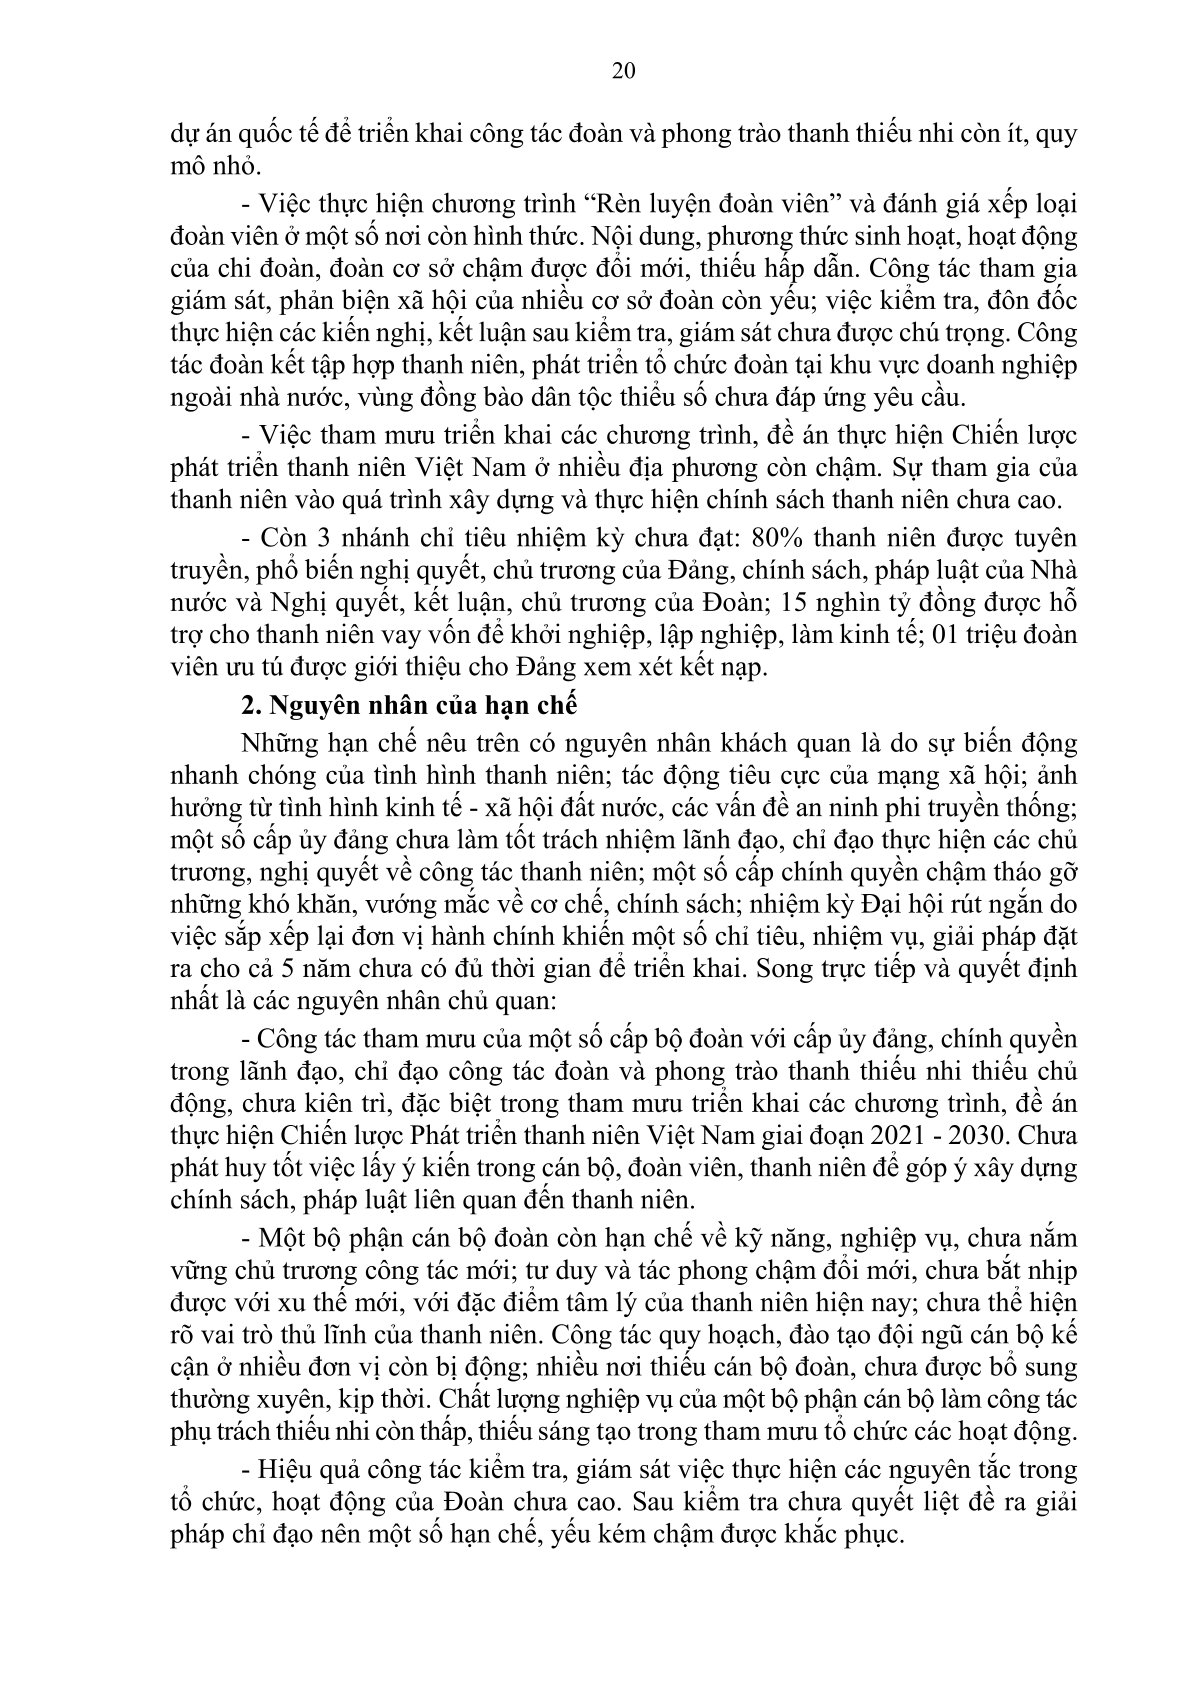 20
dự án quốc tế để triển khai công tác đoàn và phong trào thanh thiếu nhi còn ít, quy
mô nhỏ.
- Việc thực hiện chương trình “Rèn luyện đoàn viên” và đánh giá xếp loại
đoàn viên ở một số nơi còn hình thức. Nội dung, phương thức sinh hoạt, hoạt động
của chi đoàn, đoàn cơ sở chậm được đổi mới, thiếu hấp dẫn. Công tác tham gia
giám sát, phản biện xã hội của nhiều cơ sở đoàn còn yếu; việc kiểm tra, đôn đốc
thực hiện các kiến nghị, kết luận sau kiểm tra, giám sát chưa được chú trọng. Công
tác đoàn kết tập hợp thanh niên, phát triển tổ chức đoàn tại khu vực doanh nghiệp
ngoài nhà nước, vùng đồng bào dân tộc thiểu số chưa đáp ứng yêu cầu.
- Việc tham mưu triển khai các chương trình, đề án thực hiện Chiến lược
phát triển thanh niên Việt Nam ở nhiều địa phương còn chậm. Sự tham gia của
thanh niên vào quá trình xây dựng và thực hiện chính sách thanh niên chưa cao.
- Còn 3 nhánh chỉ tiêu nhiệm kỳ chưa đạt: 80% thanh niên được tuyên
truyền, phổ biến nghị quyết, chủ trương của Đảng, chính sách, pháp luật của Nhà
nước và Nghị quyết, kết luận, chủ trương của Đoàn; 15 nghìn tỷ đồng được hỗ
trợ cho thanh niên vay vốn để khởi nghiệp, lập nghiệp, làm kinh tế; 01 triệu đoàn
viên ưu tú được giới thiệu cho Đảng xem xét kết nạp.
2. Nguyên nhân của hạn chế
Những hạn chế nêu trên có nguyên nhân khách quan là do sự biến động
nhanh chóng của tình hình thanh niên; tác động tiêu cực của mạng xã hội; ảnh
hưởng từ tình hình kinh tế - xã hội đất nước, các vấn đề an ninh phi truyền thống;
một số cấp ủy đảng chưa làm tốt trách nhiệm lãnh đạo, chỉ đạo thực hiện các chủ
trương, nghị quyết về công tác thanh niên; một số cấp chính quyền chậm tháo gỡ
những khó khăn, vướng mắc về cơ chế, chính sách; nhiệm kỳ Đại hội rút ngắn do
việc sắp xếp lại đơn vị hành chính khiến một số chỉ tiêu, nhiệm vụ, giải pháp đặt
ra cho cả 5 năm chưa có đủ thời gian để triển khai. Song trực tiếp và quyết định
nhất là các nguyên nhân chủ quan:
- Công tác tham mưu của một số cấp bộ đoàn với cấp ủy đảng, chính quyền
trong lãnh đạo, chỉ đạo công tác đoàn và phong trào thanh thiếu nhi thiếu chủ
động, chưa kiên trì, đặc biệt trong tham mưu triển khai các chương trình, đề án
thực hiện Chiến lược Phát triển thanh niên Việt Nam giai đoạn 2021 - 2030. Chưa
phát huy tốt việc lấy ý kiến trong cán bộ, đoàn viên, thanh niên để góp ý xây dựng
chính sách, pháp luật liên quan đến thanh niên.
- Một bộ phận cán bộ đoàn còn hạn chế về kỹ năng, nghiệp vụ, chưa nắm
vững chủ trương công tác mới; tư duy và tác phong chậm đổi mới, chưa bắt nhịp
được với xu thế mới, với đặc điểm tâm lý của thanh niên hiện nay; chưa thể hiện
rõ vai trò thủ lĩnh của thanh niên. Công tác quy hoạch, đào tạo đội ngũ cán bộ kế
cận ở nhiều đơn vị còn bị động; nhiều nơi thiếu cán bộ đoàn, chưa được bổ sung
thường xuyên, kịp thời. Chất lượng nghiệp vụ của một bộ phận cán bộ làm công tác
phụ trách thiếu nhi còn thấp, thiếu sáng tạo trong tham mưu tổ chức các hoạt động.
- Hiệu quả công tác kiểm tra, giám sát việc thực hiện các nguyên tắc trong
tổ chức, hoạt động của Đoàn chưa cao. Sau kiểm tra chưa quyết liệt đề ra giải
pháp chỉ đạo nên một số hạn chế, yếu kém chậm được khắc phục.